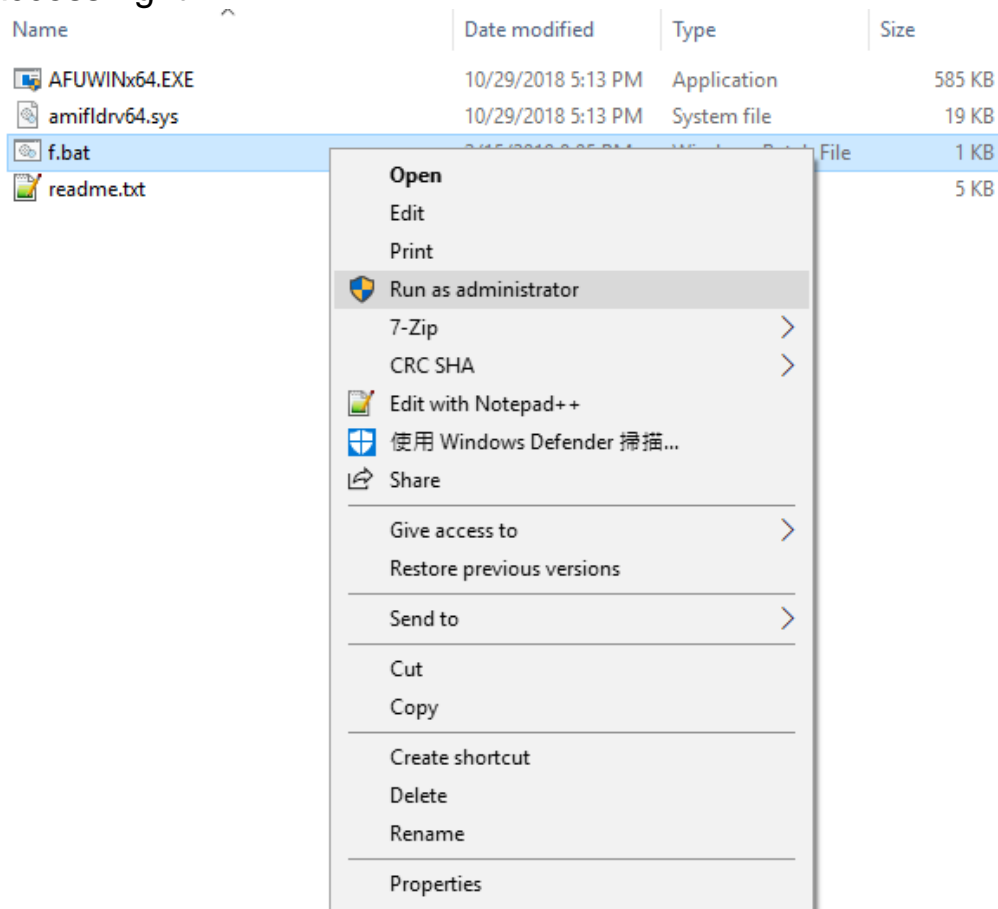 Name Date modified Type Size
AFUWINx64.EXE 10/29/2018 5:13 PM Application 585 KB
amifldrv64.sys 10/29/2018 5:13 PM System file 19 KB
f.bat File 1 KB
readme.txt 5 KB
Open
Edit
Print
Run as administrator
7-Zip
CRC SHA
Edit with Notepad++
使用 Windows Defender 掃描...
Share
Give access to
Restore previous versions
Send to
Cut
Copy
Create shortcut
Delete
Rename
Properties